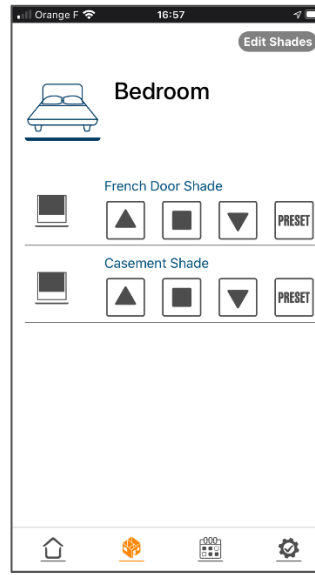 Orange F 16:57
Edit Shades
Bedroom
French Door Shade
PRESET
Casement Shade
PRESET